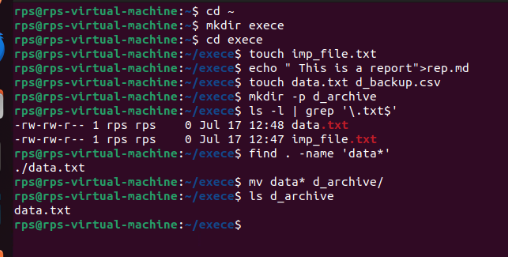 rps@rps-virtual-machine:~$ cd ~
rps@rps-virtual-machine:~$ mkdir exece
rps@rps-virtual-machine:~$ cd exece
rps@rps-virtual-machine:~/exece$ touch imp_file.txt
rps@rps-virtual-machine:~/exece$ echo " This is a report">rep.md
rps@rps-virtual-machine:~/exece$ touch data.txt d_backup.csv
rps@rps-virtual-machine:~/exece$ mkdir -p d_archive
rps@rps-virtual-machine:~/exece$ ls -l | grep '\.txt$'
-rw-rw-r-- 1 rps rps    0 Jul 17 12:48 data.txt
-rw-rw-r-- 1 rps rps    0 Jul 17 12:47 imp_file.txt
rps@rps-virtual-machine:~/exece$ find . -name 'data*'
./data.txt
rps@rps-virtual-machine:~/exece$ mv data* d_archive/
rps@rps-virtual-machine:~/exece$ ls d_archive
data.txt
rps@rps-virtual-machine:~/exece$